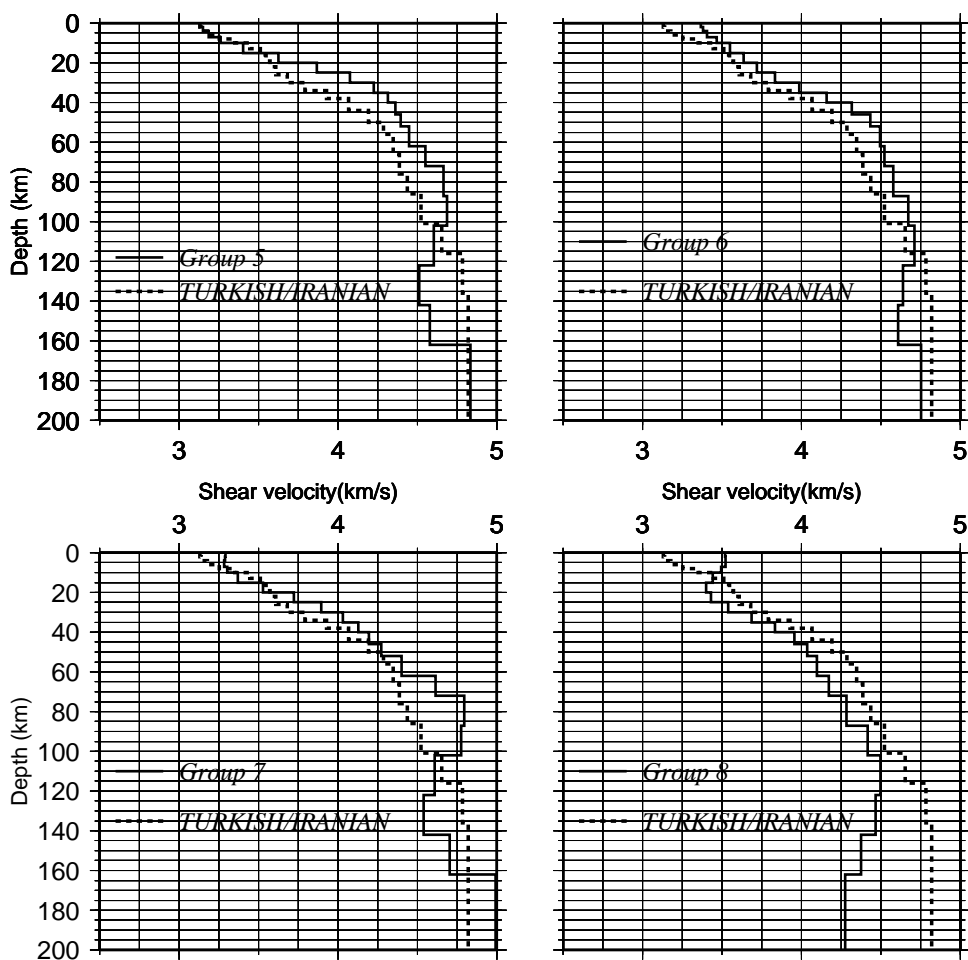 0
20
40
60
80
100
120
140
160
180
200
Depth (km)
Group 5
TURKISH/IRANIAN
3 4 5
Shear velocity(km/s)
Group 6
TURKISH/IRANIAN
3 4 5
Shear velocity(km/s)
3 4 5
0
20
40
60
80
100
120
140
160
180
200
Depth (km)
Group 7
TURKISH/IRANIAN
3 4 5
Group 8
TURKISH/IRANIAN